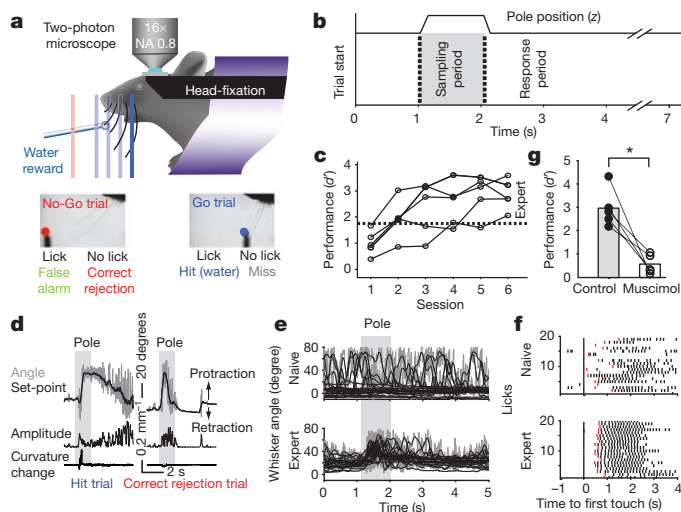 a
Two-photon
microscope
16×
NA 0.8
Head-fixation
Water
reward
No-Go trial
Go trial
Lick No lick
False alarm Correct rejection
Lick No lick
Hit (water) Miss
b
Pole position (z)
Trial start
Sampling period
Response period
0 1 2 3 4 7
Time (s)
c
Performance (d′)
4
3
2
1
0
Expert
1 2 3 4 5 6
Session
g
Performance (d′)
5
4
3
2
1
0
*
Control Muscimol
d
Pole Pole
Angle
Set-point
20 degrees
Protraction
Retraction
Amplitude
0.2 mm⁻¹
Curvature
change
2 s
Hit trial Correct rejection trial
e
Pole
Whisker angle (degree)
Naive
80
40
0
Expert
80
40
0
0 1 2 3 4 5
Time (s)
f
Licks
Naive
20
10
0
Expert
20
10
0
–1 0 1 2 3 4
Time to first touch (s)